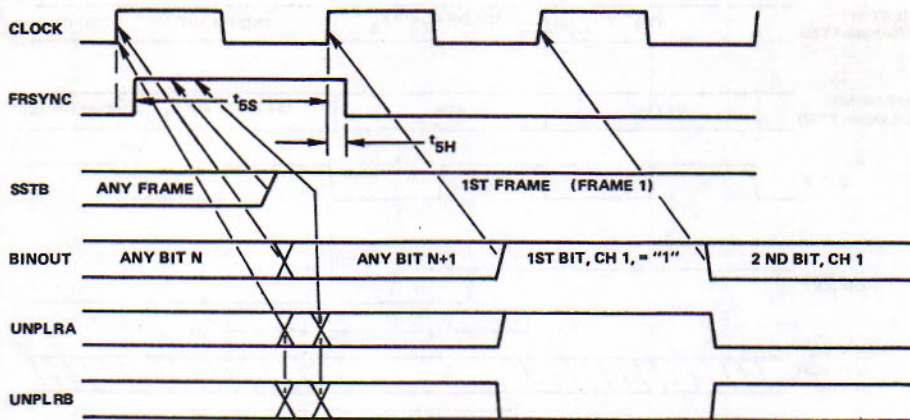 CLOCK
FRSYNC
t5S
t5H
SSTB
ANY FRAME
1ST FRAME (FRAME 1)
BINOUT
ANY BIT N
ANY BIT N+1
1ST BIT, CH 1, = "1"
2 ND BIT, CH 1
UNPLRA
UNPLRB